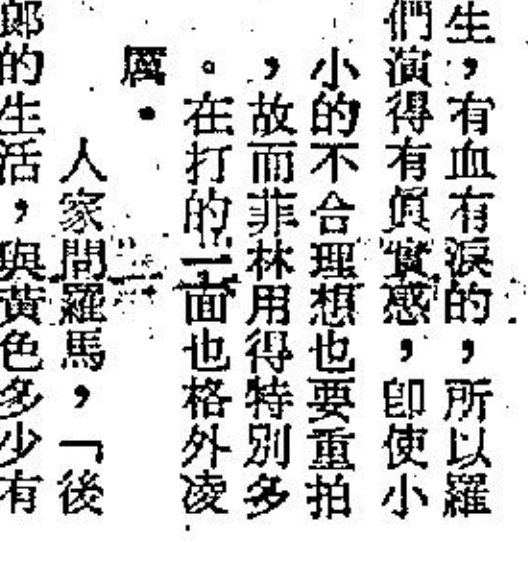 生，有血有淚的，所以羅
們演得有眞實感，卽使小
小的不合理想也要重拍
，故而菲林用得特別多
。在打的一面也格外凌
厲．
人家問羅馬，「後
郞的生活，與黃色多少有